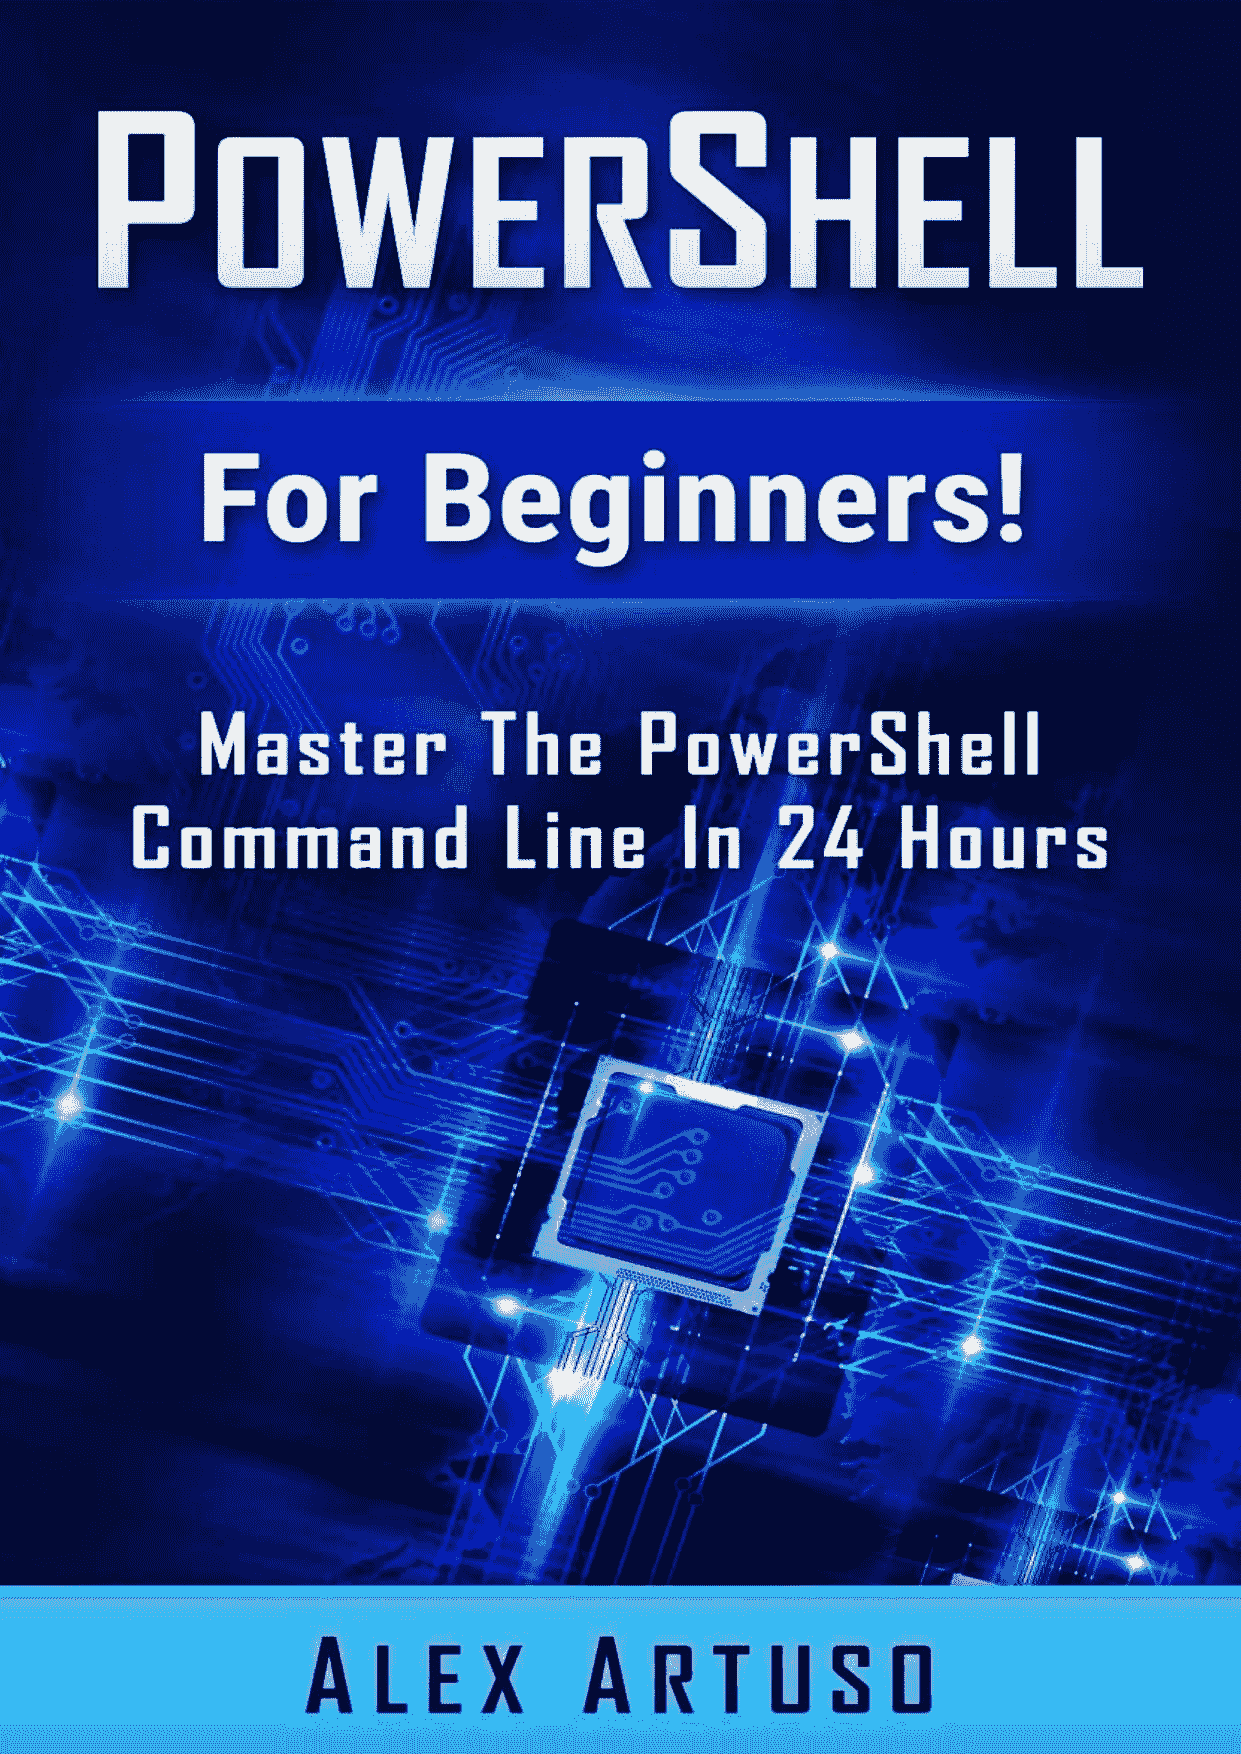 POWERSHELL
For Beginners!
Master The PowerShell
Command Line In 24 Hours
ALEX ARTUSO